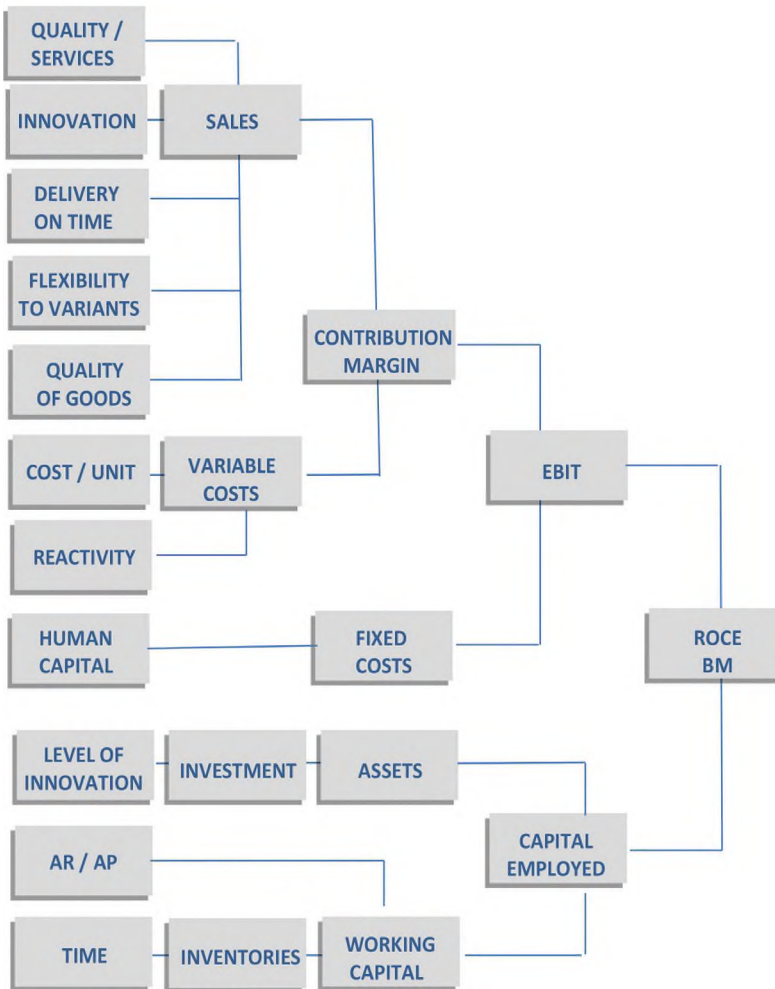 QUALITY /
SERVICES
INNOVATION
SALES
DELIVERY
ON TIME
FLEXIBILITY
TO VARIANTS
CONTRIBUTION
MARGIN
QUALITY
OF GOODS
COST / UNIT
VARIABLE
COSTS
EBIT
REACTIVITY
HUMAN
CAPITAL
FIXED
COSTS
ROCE
BM
LEVEL OF
INNOVATION
INVESTMENT
ASSETS
AR / AP
CAPITAL
EMPLOYED
TIME
INVENTORIES
WORKING
CAPITAL